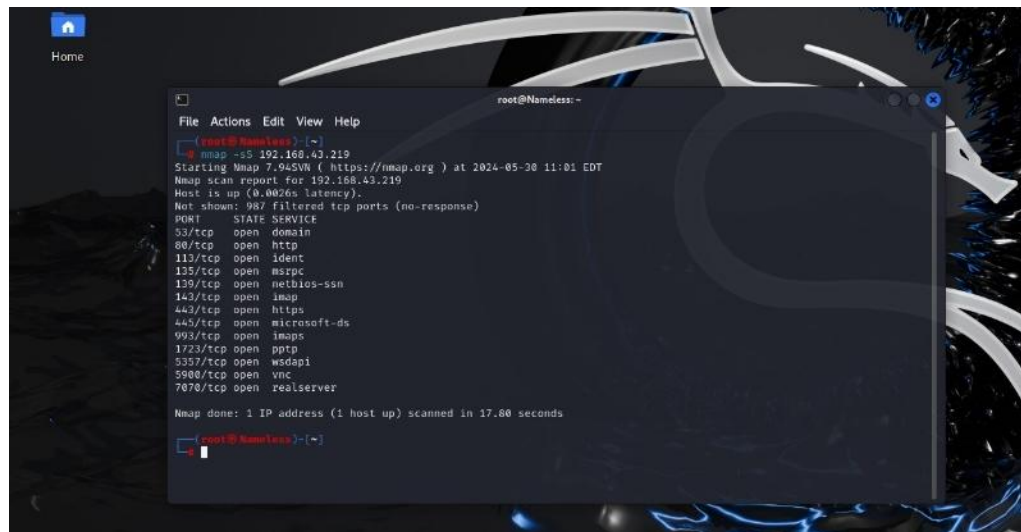 Home
root@Nameless: ~
File Actions Edit View Help
(root㉿Nameless)-[~]
# nmap -sS 192.168.43.219
Starting Nmap 7.94SVN ( https://nmap.org ) at 2024-05-30 11:01 EDT
Nmap scan report for 192.168.43.219
Host is up (0.0026s latency).
Not shown: 987 filtered tcp ports (no-response)
PORT STATE SERVICE
53/tcp open domain
80/tcp open http
113/tcp open ident
135/tcp open msrpc
139/tcp open netbios-ssn
143/tcp open imap
443/tcp open https
445/tcp open microsoft-ds
993/tcp open imaps
1723/tcp open pptp
5357/tcp open wsdapi
5900/tcp open vnc
7070/tcp open realserver
Nmap done: 1 IP address (1 host up) scanned in 17.80 seconds
(root㉿Nameless)-[~]
#